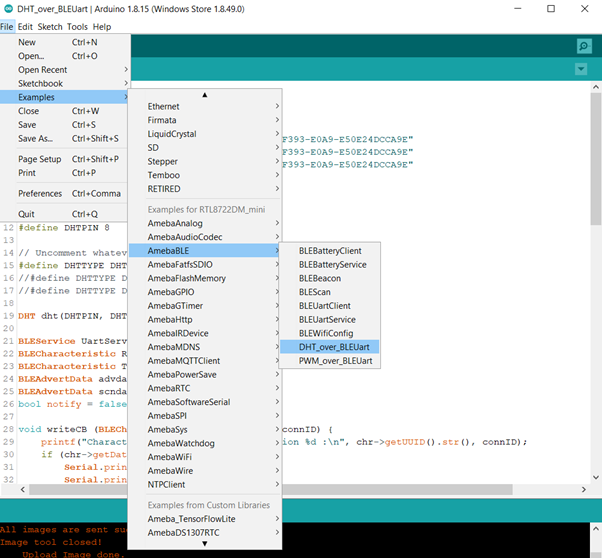 DHT_over_BLEUart | Arduino 1.8.15 (Windows Store 1.8.49.0)
File Edit Sketch Tools Help
New Ctrl+N
Open... Ctrl+O
Open Recent
Sketchbook
Examples
Close Ctrl+W
Save Ctrl+S
Save As... Ctrl+Shift+S
Page Setup Ctrl+Shift+P
Print Ctrl+P
Preferences Ctrl+Comma
Quit Ctrl+Q
Ethernet
Firmata
LiquidCrystal
SD
Stepper
Temboo
RETIRED
Examples for RTL8722DM_mini
AmebaAnalog
AmebaAudioCodec
AmebaBLE
AmebaFatfsSDIO
AmebaFlashMemory
AmebaGPIO
AmebaGTimer
AmebaHttp
AmebaIRDevice
AmebaMDNS
AmebaMQTTClient
AmebaPowerSave
AmebaRTC
AmebaSoftwareSerial
AmebaSPI
AmebaSys
AmebaWatchdog
AmebaWiFi
AmebaWire
NTPClient
Examples from Custom Libraries
Ameba_TensorFlowLite
AmebaDS1307RTC
BLEBatteryClient
BLEBatteryService
BLEBeacon
BLEScan
BLEUartClient
BLEUartService
BLEWifiConfig
DHT_over_BLEUart
PWM_over_BLEUart
F393-E0A9-E50E24DCCA9E"
F393-E0A9-E50E24DCCA9E"
F393-E0A9-E50E24DCCA9E"
12 #define DHTPIN 8
13
14 // Uncomment whatev
15 #define DHTTYPE DHT
16 //#define DHTTYPE D
17 //#define DHTTYPE D
18
19 DHT dht(DHTPIN, DHT
20
21 BLEService UartServ
22 BLECharacteristic R
23 BLECharacteristic T
24 BLEAdvertData advda
25 BLEAdvertData scnda
26 bool notify = false
27
28 void writeCB (BLECh connID) {
29 printf("Charact ion %d :\n", chr->getUUID().str(), connID);
30 if (chr->getDat
31 Serial.prin
32 Serial.prin
All images are sent suc
Image tool closed!
Upload Image done.